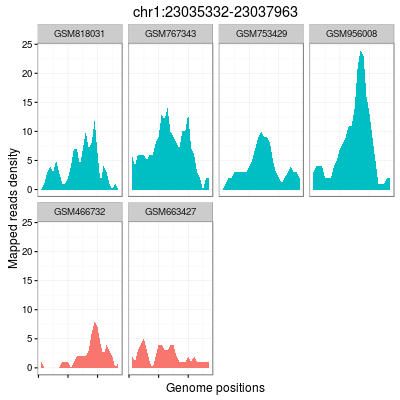 chr1:23035332-23037963
GSM818031 GSM767343 GSM753429 GSM956008
25
20
15
10
5
0
Mapped reads density
GSM466732 GSM663427
25
20
15
10
5
0
Genome positions